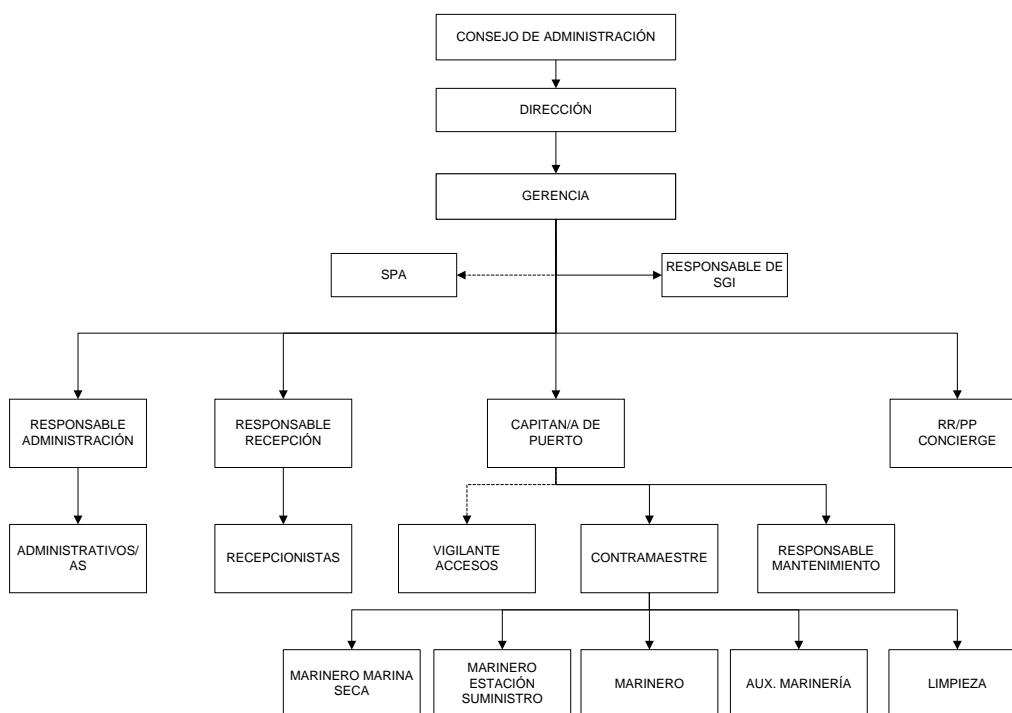 CONSEJO DE ADMINISTRACIÓN
DIRECCIÓN
GERENCIA
SPA
RESPONSABLE DE
SGI
RESPONSABLE
ADMINISTRACIÓN
RESPONSABLE
RECEPCIÓN
CAPITAN/A DE
PUERTO
RR/PP
CONCIERGE
ADMINISTRATIVOS/
AS
RECEPCIONISTAS
VIGILANTE
ACCESOS
CONTRAMAESTRE
RESPONSABLE
MANTENIMIENTO
MARINERO MARINA
SECA
MARINERO
ESTACIÓN
SUMINISTRO
MARINERO
AUX. MARINERÍA
LIMPIEZA